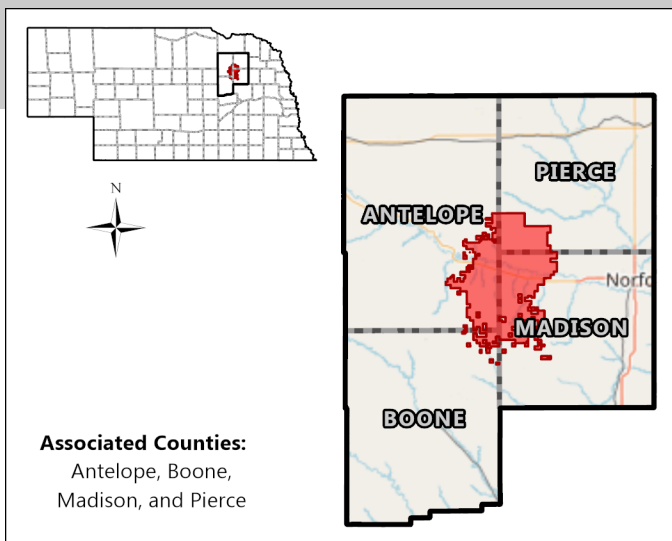 N
PIERCE
ANTELOPE
Norfo
MADISON
BOONE
Associated Counties:
Antelope, Boone,
Madison, and Pierce